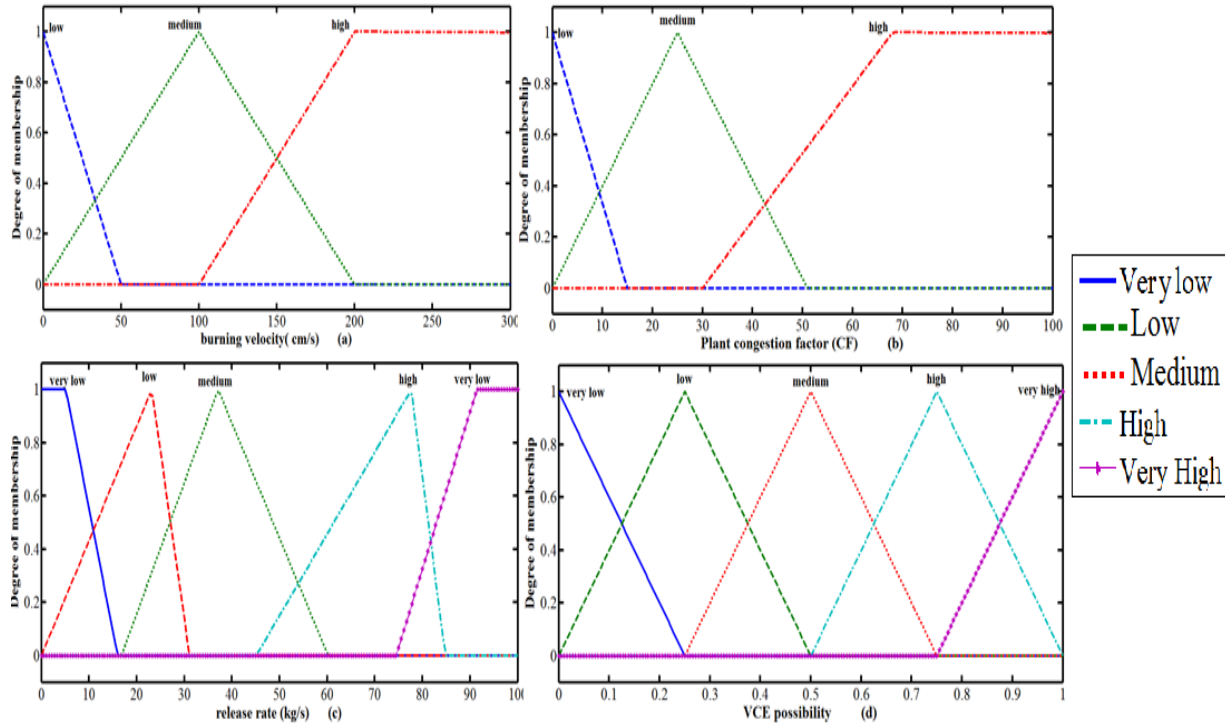 low medium high
1
0.8
0.6
0.4
0.2
0
Degree of membership
0 50 100 150 200 250 300
burning velocity( cm/s) (a)
low medium high
1
0.8
0.6
0.4
0.2
0
Degree of membership
0 10 20 30 40 50 60 70 80 90 100
Plant congestion factor (CF) (b)
very low low medium high very low
1
0.8
0.6
0.4
0.2
0
Degree of membership
0 10 20 30 40 50 60 70 80 90 100
release rate (kg/s) (c)
very low low medium high very high
1
0.8
0.6
0.4
0.2
0
Degree of membership
0 0.1 0.2 0.3 0.4 0.5 0.6 0.7 0.8 0.9 1
VCE possibility (d)
Very low
Low
Medium
High
Very High